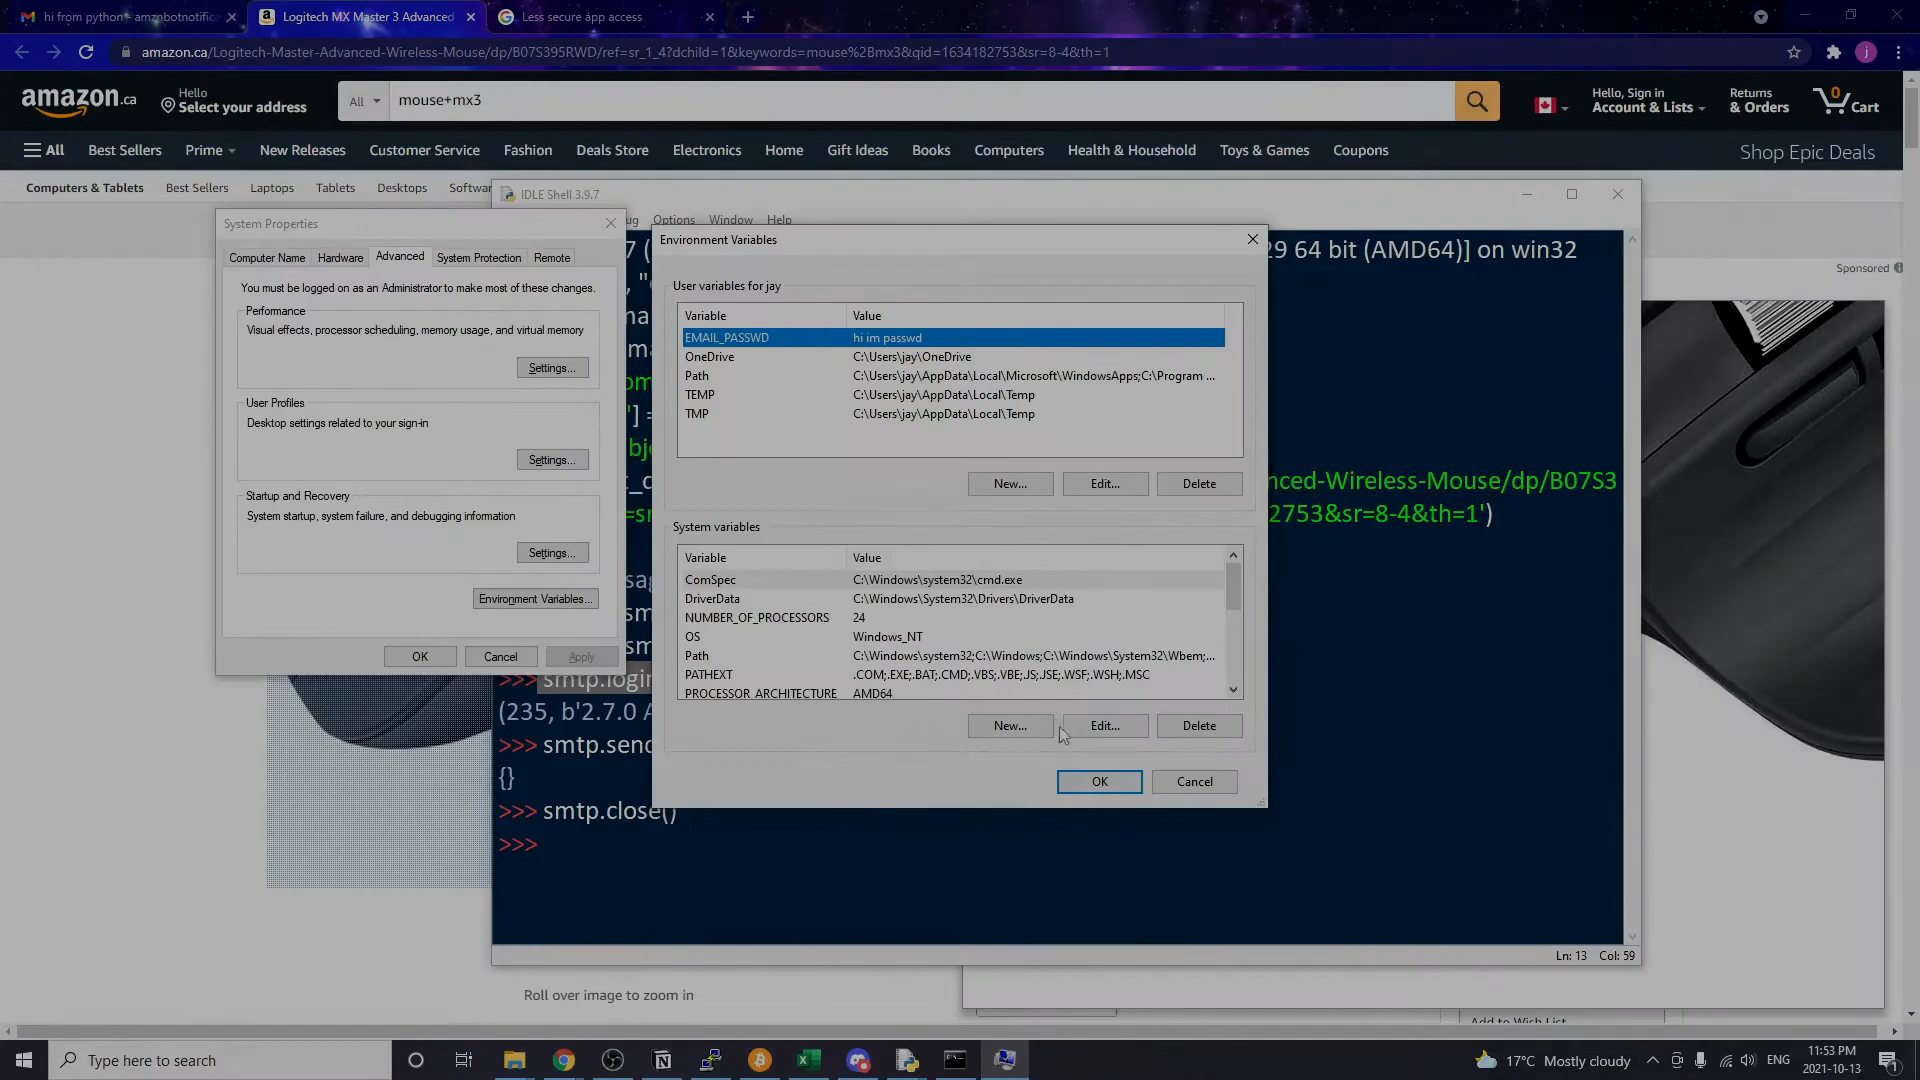 hi from python - amznbotnotific
Logitech MX Master 3 Advanced
Less secure app access
amazon.ca/Logitech-Master-Advanced-Wireless-Mouse/dp/B07S395RWD/ref=sr_1_4?dchild=1&keywords=mouse%2Bmx3&qid=1634182753&sr=8-4&th=1
j
amazon.ca
Hello
Select your address
All
mouse+mx3
Hello, Sign in
Account & Lists
Returns
& Orders
0
Cart
All
Best Sellers
Prime
New Releases
Customer Service
Fashion
Deals Store
Electronics
Home
Gift Ideas
Books
Computers
Health & Household
Toys & Games
Coupons
Shop Epic Deals
Computers & Tablets
Best Sellers
Laptops
Tablets
Desktops
Softwar
Sponsored
IDLE Shell 3.9.7
ug
Options
Window
Help
29 64 bit (AMD64)] on win32
nced-Wireless-Mouse/dp/B07S3
2753&sr=8-4&th=1')
System Properties
Computer Name
Hardware
Advanced
System Protection
Remote
You must be logged on as an Administrator to make most of these changes.
Performance
Visual effects, processor scheduling, memory usage, and virtual memory
Settings...
User Profiles
Desktop settings related to your sign-in
Settings...
Startup and Recovery
System startup, system failure, and debugging information
Settings...
Environment Variables...
OK
Cancel
Apply
Environment Variables
User variables for jay
Variable Value
EMAIL_PASSWD hi im passwd
OneDrive C:\Users\jay\OneDrive
Path C:\Users\jay\AppData\Local\Microsoft\WindowsApps;C:\Program ...
TEMP C:\Users\jay\AppData\Local\Temp
TMP C:\Users\jay\AppData\Local\Temp
New...
Edit...
Delete
System variables
Variable Value
ComSpec C:\Windows\system32\cmd.exe
DriverData C:\Windows\System32\Drivers\DriverData
NUMBER_OF_PROCESSORS 24
OS Windows_NT
Path C:\Windows\system32;C:\Windows;C:\Windows\System32\Wbem;...
PATHEXT .COM;.EXE;.BAT;.CMD;.VBS;.VBE;.JS;.JSE;.WSF;.WSH;.MSC
PROCESSOR_ARCHITECTURE AMD64
New...
Edit...
Delete
OK
Cancel
>>> smtp.login
(235, b'2.7.0 A
>>> smtp.senc
{}
>>> smtp.close()
>>>
Ln: 13 Col: 59
Roll over image to zoom in
Add to Wish List
Type here to search
17°C Mostly cloudy
ENG
11:53 PM
2021-10-13
1